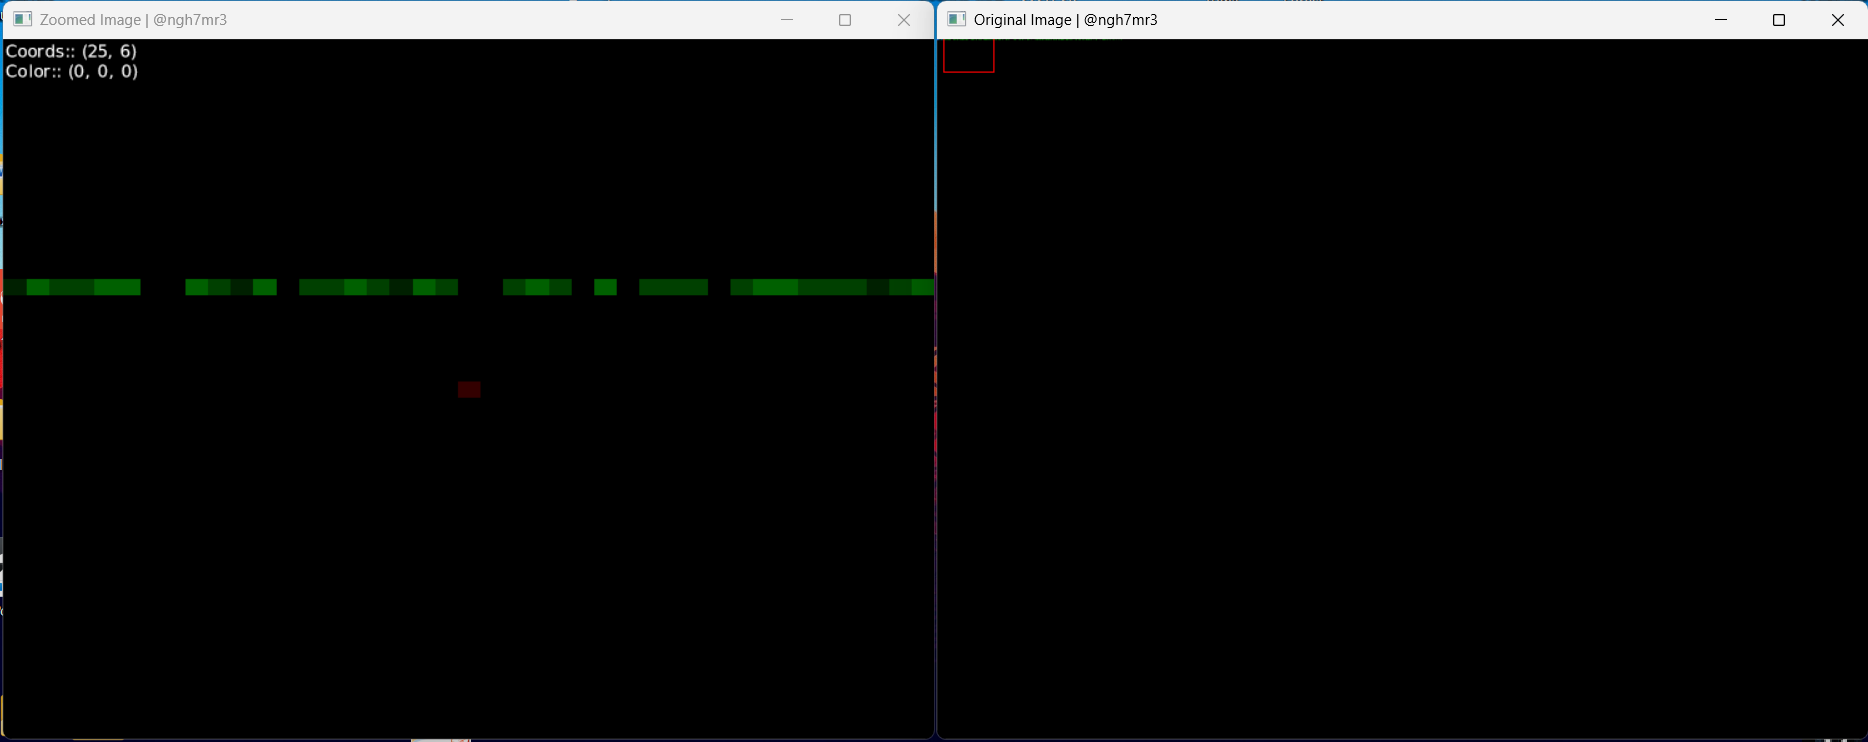 Zoomed Image | @ngh7mr3
Original Image | @ngh7mr3
Coords:: (25, 6)
Color:: (0, 0, 0)